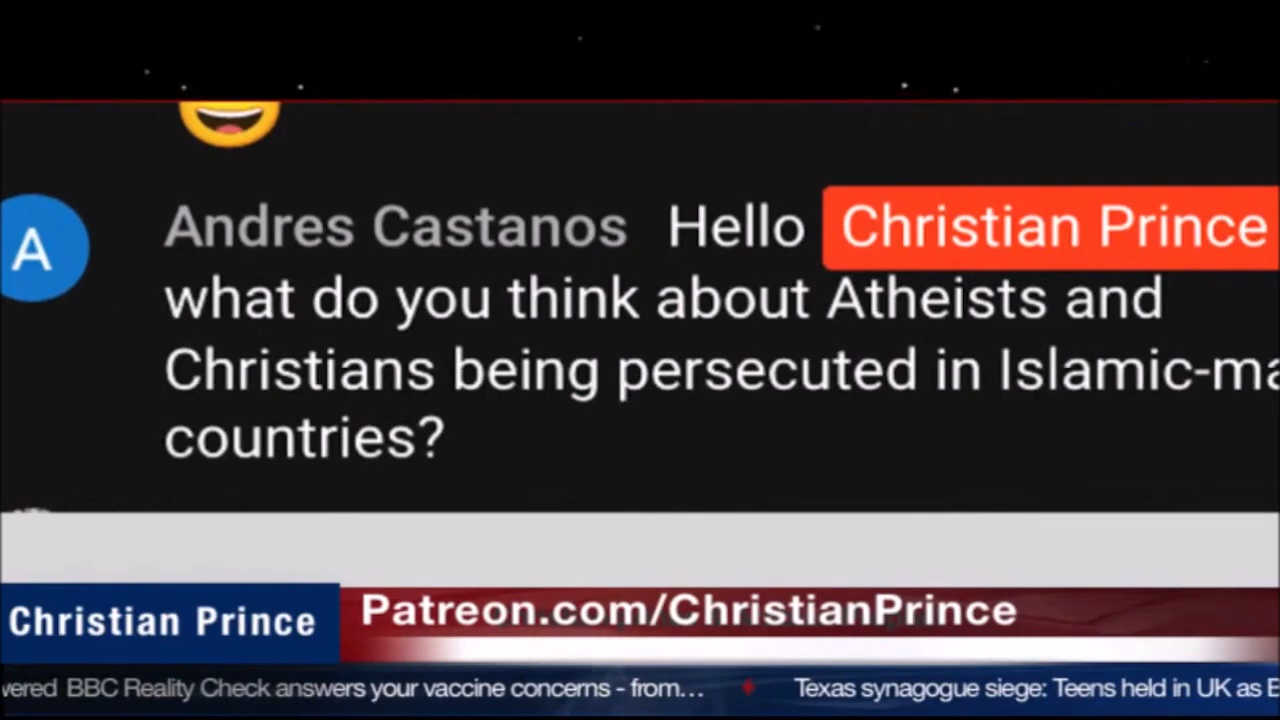 A
Andres Castanos Hello Christian Prince
what do you think about Atheists and
Christians being persecuted in Islamic-ma
countries?
Christian Prince
Patreon.com/ChristianPrince
wered BBC Reality Check answers your vaccine concerns - from… Texas synagogue siege: Teens held in UK as